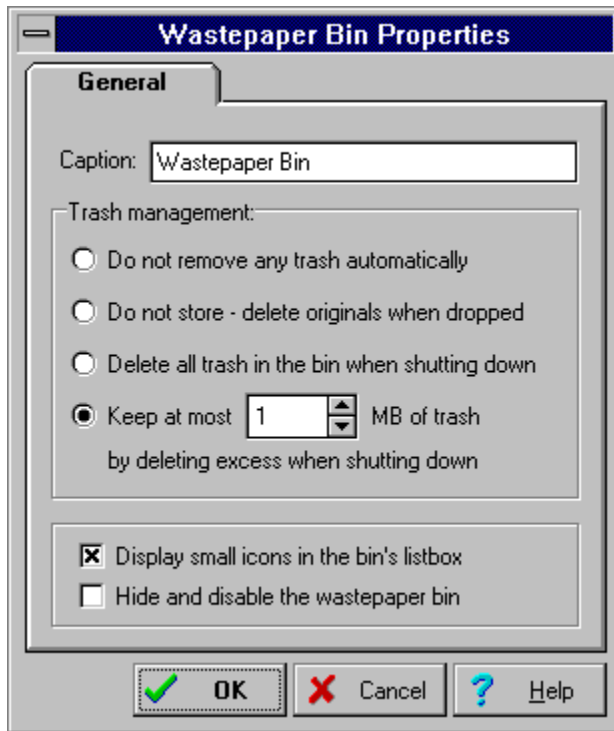 Wastepaper Bin Properties
General
Caption: Wastepaper Bin
Trash management:
Do not remove any trash automatically
Do not store - delete originals when dropped
Delete all trash in the bin when shutting down
Keep at most 1 MB of trash
by deleting excess when shutting down
Display small icons in the bin's listbox
Hide and disable the wastepaper bin
OK Cancel ? Help